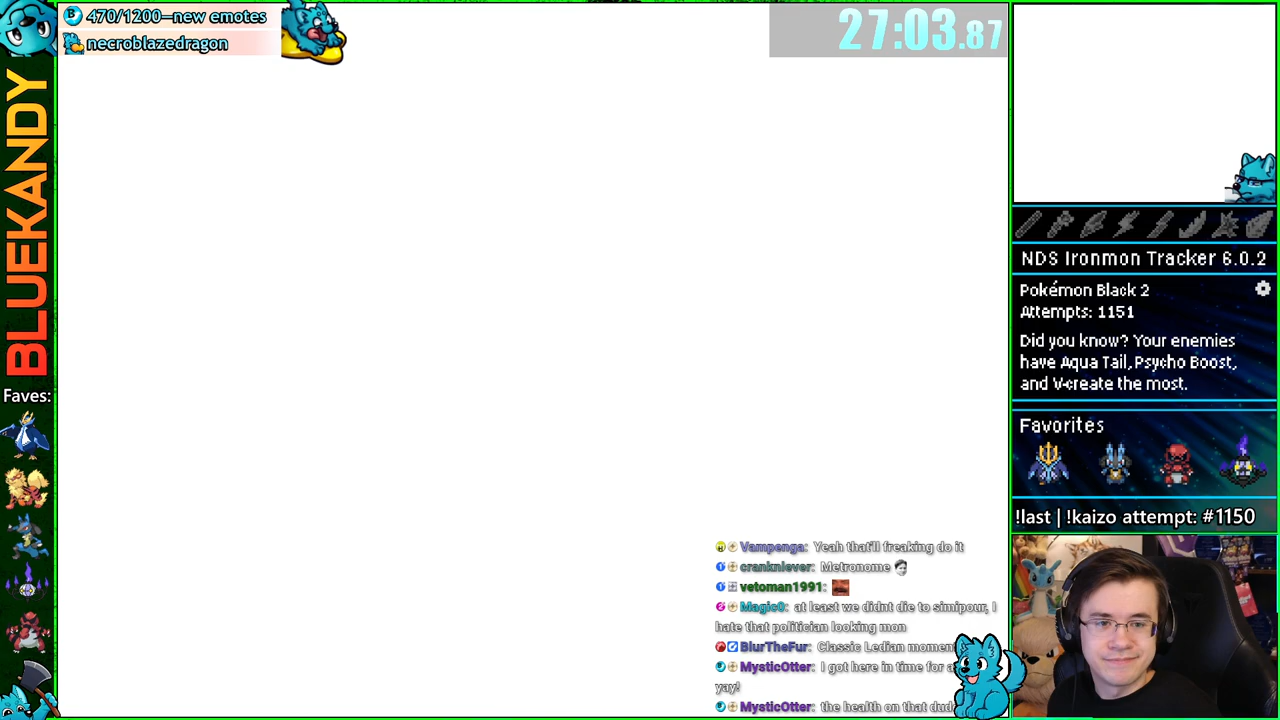 470/1200-new emotes
necroblazedragon
27:03.87
BLUEKANDY
Faves:
NDS Ironmon Tracker 6.0.2
Pokémon Black 2
Attempts: 1151
Did you know? Your enemies
have Aqua Tail, Psycho Boost,
and V-create the most.
Favorites
!last | !kaizo attempt: #1150
Vampenga: Yeah that'll freaking do it
cranknlever: Metronome
vetoman1991:
Magic0: at least we didnt die to simipour, I
hate that politician looking mon
BlurTheFur: Classic Ledian momen
MysticOtter: I got here in time for a
yay!
MysticOtter: the health on that dud